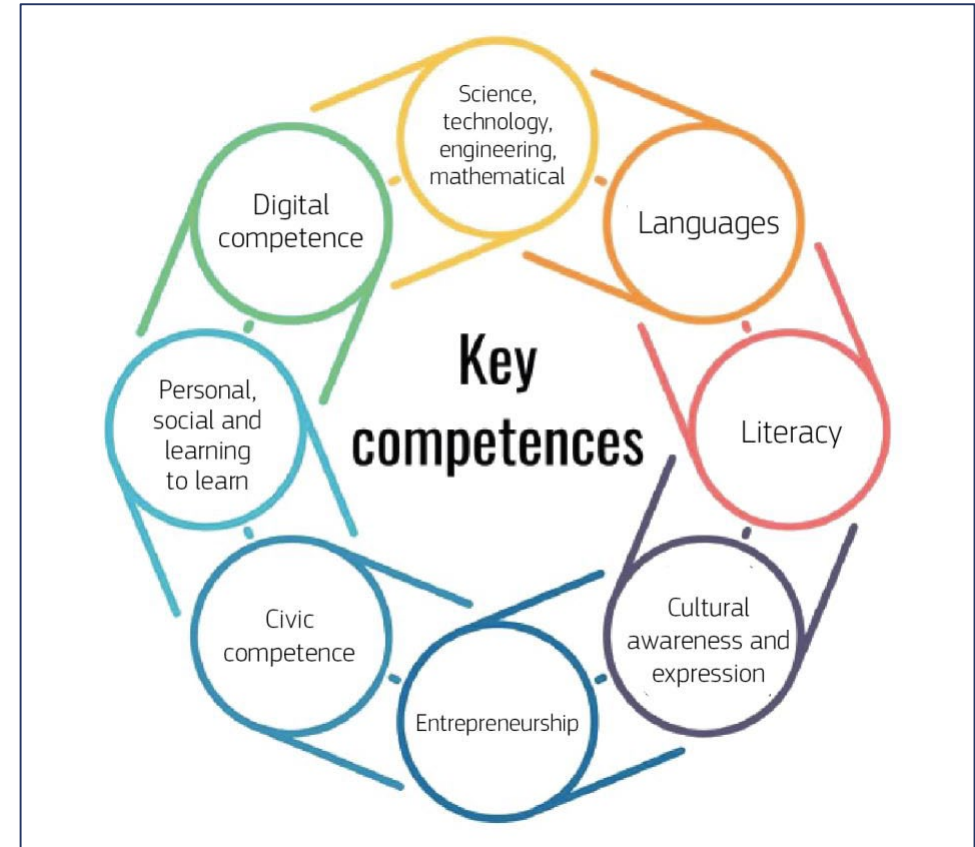 Science,
technology,
engineering,
mathematical
Languages
Literacy
Cultural
awareness and
expression
Entrepreneurship
Civic
competence
Personal,
social and
learning
to learn
Digital
competence
Key
competences